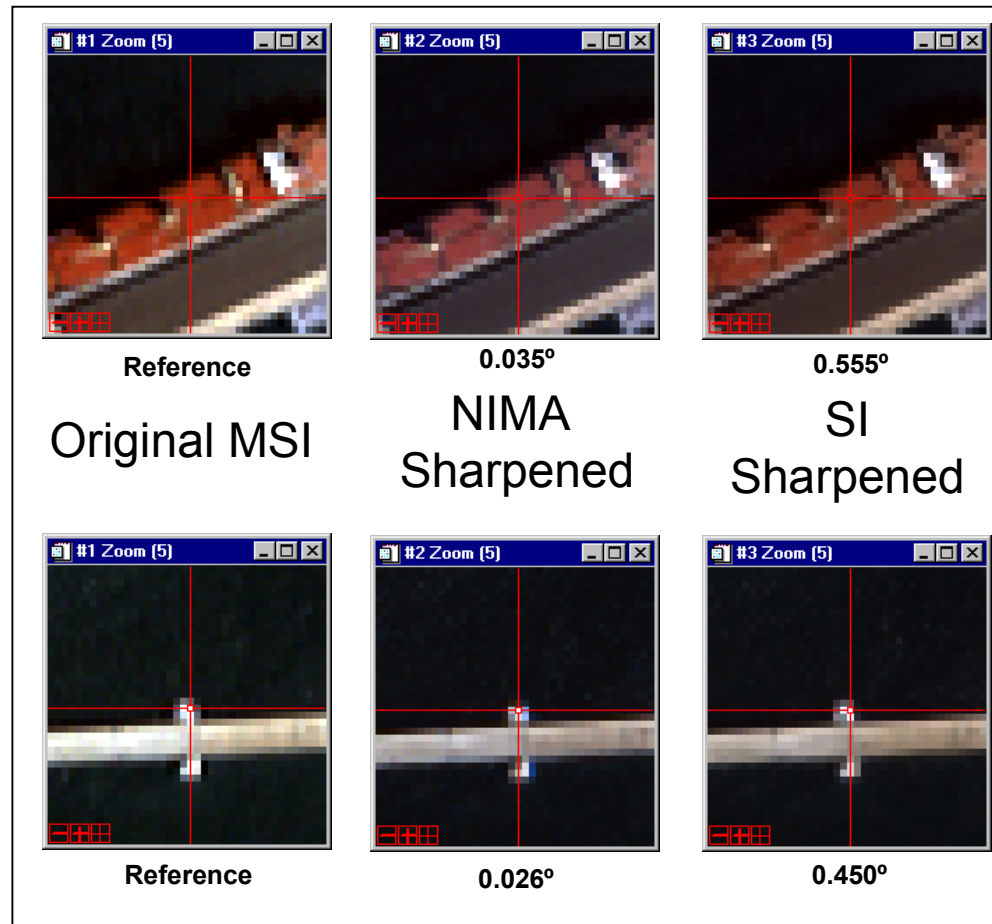 #1 Zoom (5)
#2 Zoom (5)
#3 Zoom (5)
Reference
0.035º
0.555º
Original MSI
NIMA
Sharpened
SI
Sharpened
#1 Zoom (5)
#2 Zoom (5)
#3 Zoom (5)
Reference
0.026º
0.450º